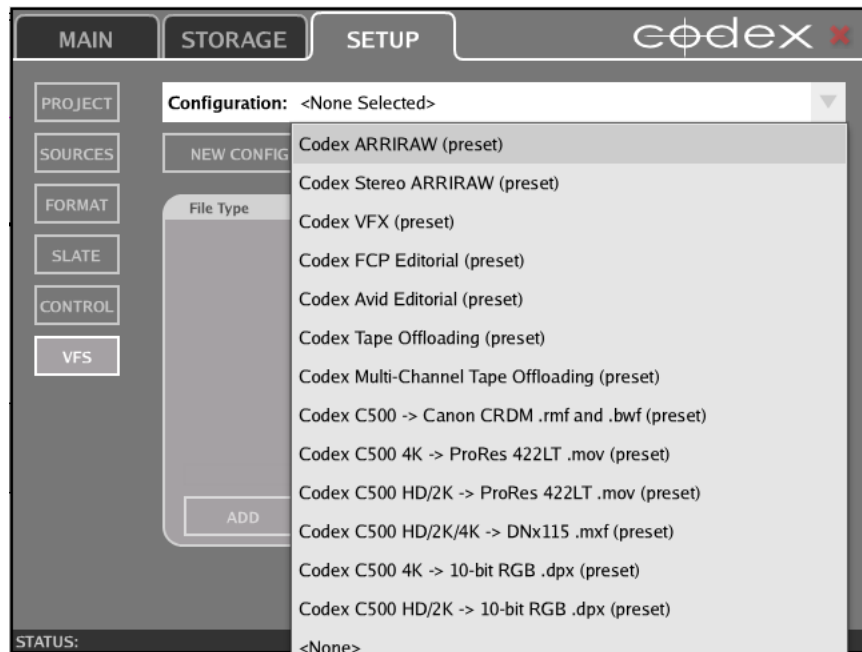 MAIN STORAGE SETUP codex
PROJECT
SOURCES
FORMAT
SLATE
CONTROL
VFS
Configuration: <None Selected>
NEW CONFIG
File Type
ADD
Codex ARRIRAW (preset)
Codex Stereo ARRIRAW (preset)
Codex VFX (preset)
Codex FCP Editorial (preset)
Codex Avid Editorial (preset)
Codex Tape Offloading (preset)
Codex Multi-Channel Tape Offloading (preset)
Codex C500 -> Canon CRDM .rmf and .bwf (preset)
Codex C500 4K -> ProRes 422LT .mov (preset)
Codex C500 HD/2K -> ProRes 422LT .mov (preset)
Codex C500 HD/2K/4K -> DNx115 .mxf (preset)
Codex C500 4K -> 10-bit RGB .dpx (preset)
Codex C500 HD/2K -> 10-bit RGB .dpx (preset)
<None>
STATUS: